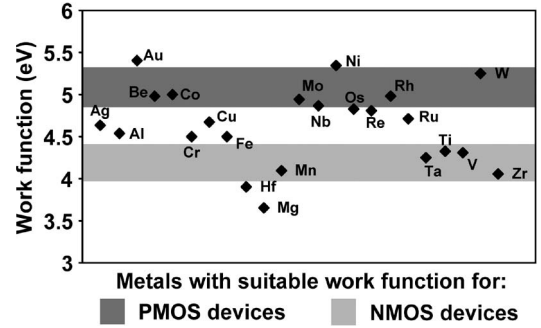 Work function (eV)
6
5.5
5
4.5
4
3.5
3
Au
Ni
W
Be
Co
Mo
Rh
Ag
Nb
Os
Re
Al
Cu
Ru
Cr
Fe
Ti
Mn
Ta
V
Hf
Zr
Mg
Metals with suitable work function for:
PMOS devices
NMOS devices